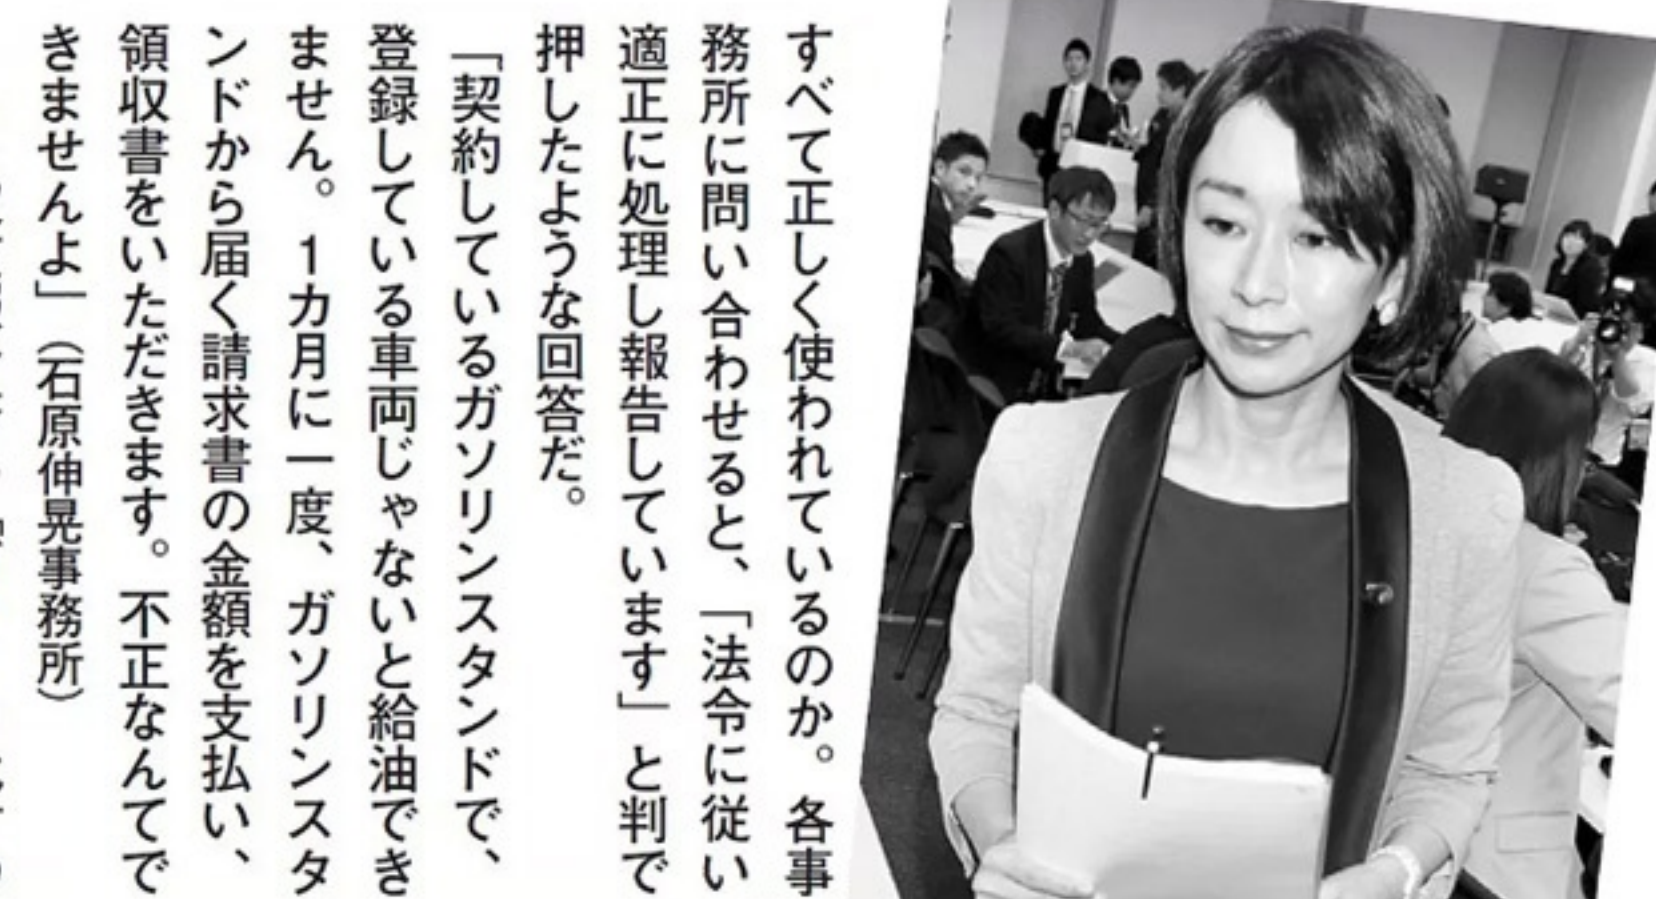 すべて正しく使われているのか。各事
務所に問い合わせると、「法令に従い
適正に処理し報告しています」と判で
押したような回答だ。
「契約しているガソリンスタンドで、
登録している車両じゃないと給油でき
ません。1カ月に一度、ガソリンスタ
ンドから届く請求書の金額を支払い、
領収書をいただきます。不正なんてで
きませんよ」(石原伸晃事務所)